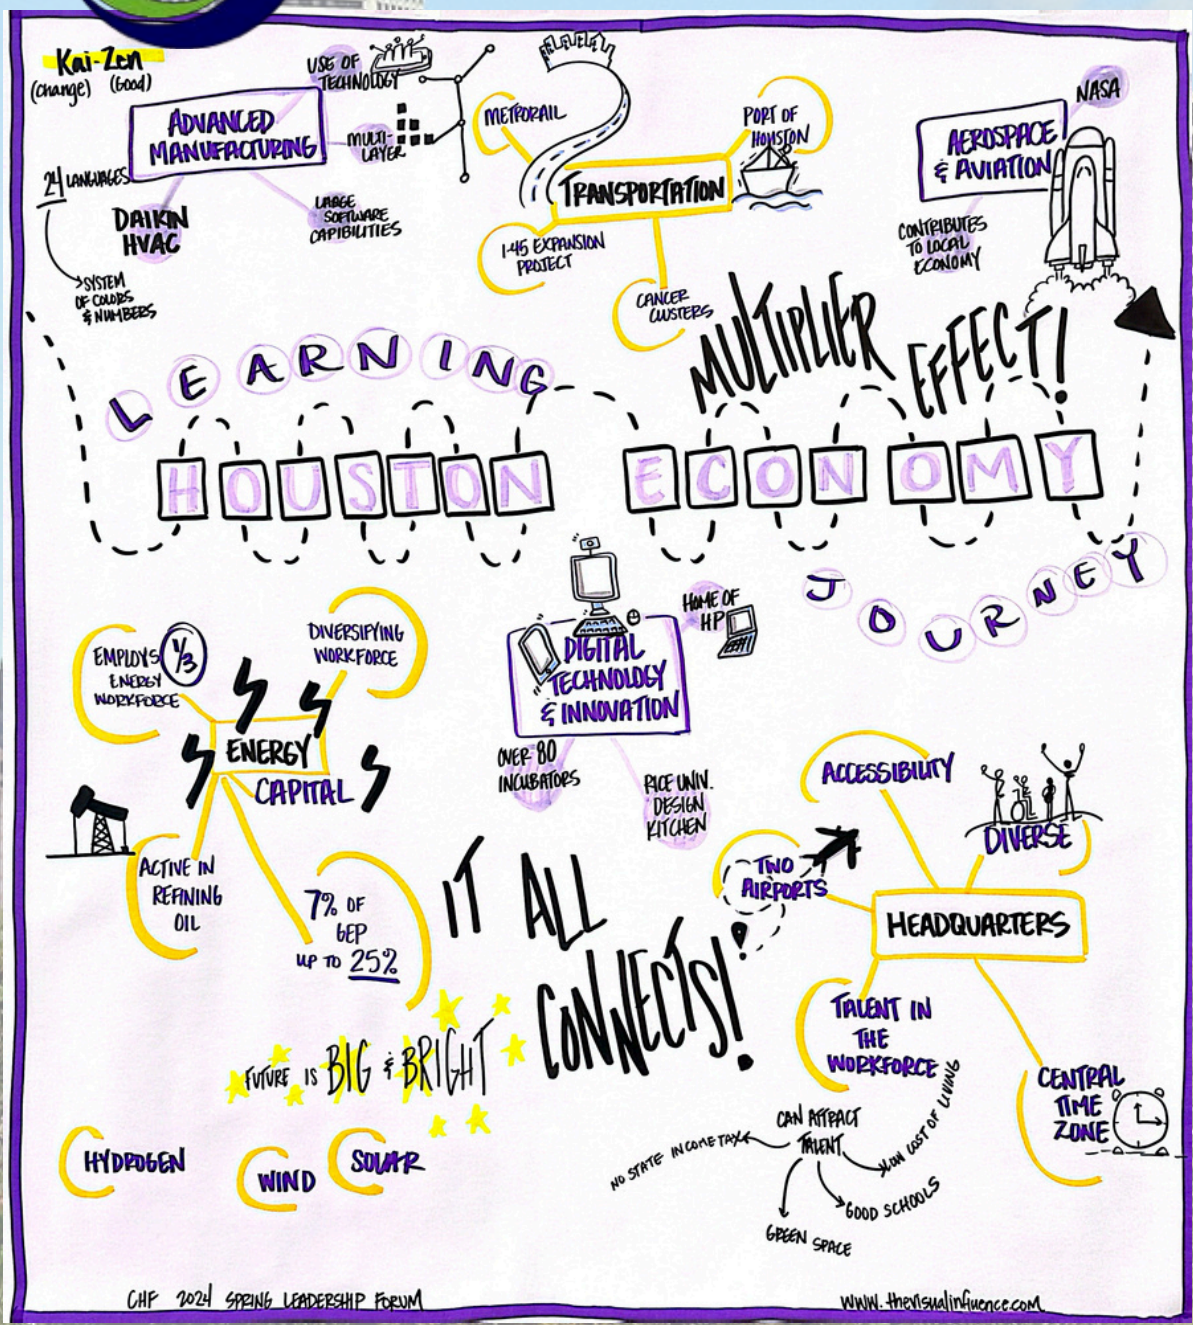 Kai-Zen
(change) (Good)
ADVANCED
MANUFACTURING
USE OF
TECHNOLOGY
MULTI-
LAYER
LARGE
SOFTWARE
CAPIBILITIES
DAIKIN
HVAC
24 LANGUAGES
SYSTEM
OF COLORS
& NUMBERS
METRORAIL
PORT OF
HOUSTON
TRANSPORTATION
I-45 EXPANSION
PROJECT
CANCER
CLUSTERS
NASA
AEROSPACE
& AVIATION
CONTRIBUTES
TO LOCAL
ECONOMY
MULTIPLIER EFFECT!
LEARNING
HOUSTON ECONOMY
JOURNEY
EMPLOYS 1/3
ENERGY
WORKFORCE
DIVERSIFYING
WORKFORCE
ENERGY
CAPITAL
ACTIVE IN
REFINING
OIL
7% OF
GEP
UP TO 25%
HOME OF
HP
DIGITAL
TECHNOLOGY
& INNOVATION
OVER 80
INCUBATORS
RICE UNIV.
DESIGN
KITCHEN
ACCESSIBILITY
DIVERSE
TWO
AIRPORTS
HEADQUARTERS
TALENT IN
THE
WORKFORCE
CENTRAL
TIME
ZONE
CAN ATTRACT
TALENT
NO STATE INCOME TAX
LOW COST OF LIVING
GOOD SCHOOLS
GREEN SPACE
IT ALL
CONNECTS!
FUTURE IS BIG & BRIGHT
HYDROGEN
WIND
SOLAR
CHF 2024 SPRING LEADERSHIP FORUM
www.thevisualinfluence.com